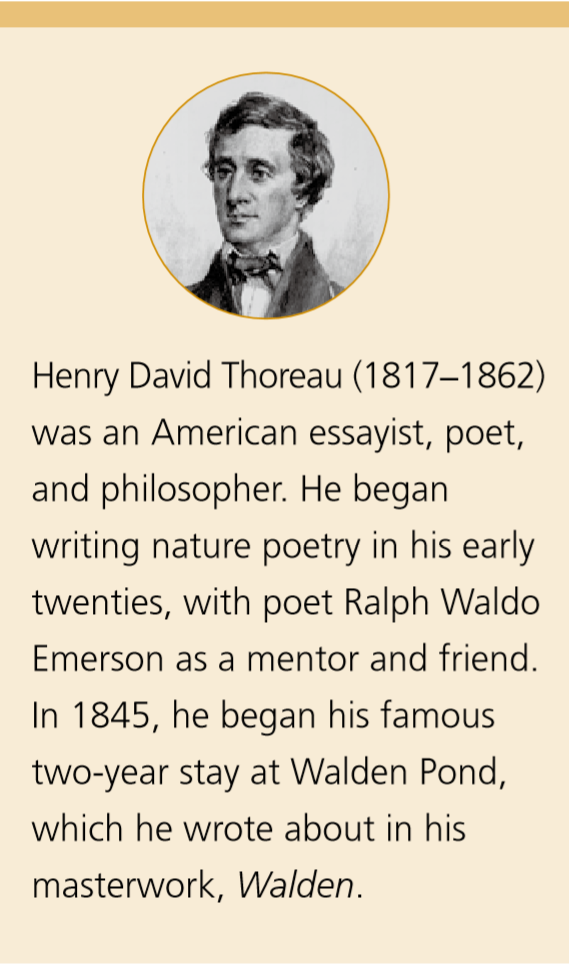 Henry David Thoreau (1817–1862)
was an American essayist, poet,
and philosopher. He began
writing nature poetry in his early
twenties, with poet Ralph Waldo
Emerson as a mentor and friend.
In 1845, he began his famous
two-year stay at Walden Pond,
which he wrote about in his
masterwork, Walden.